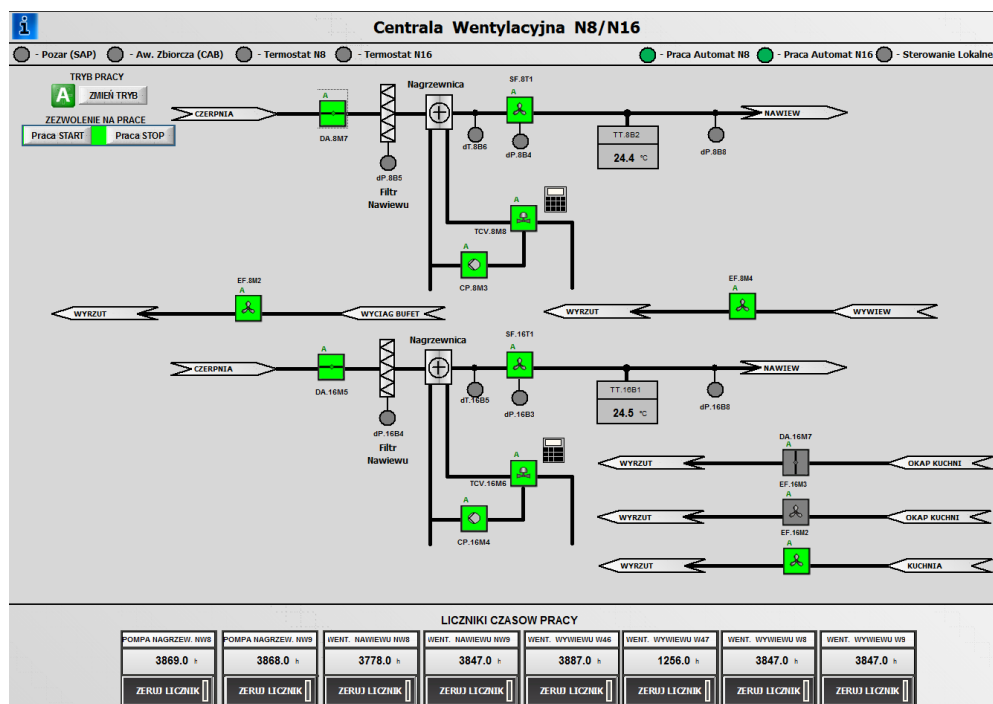 i Centrala Wentylacyjna N8/N16
- Pozar (SAP) - Aw. Zbiorcza (CAB) - Termostat N8 - Termostat N16 - Praca Automat N8 - Praca Automat N16 - Sterowanie Lokalne
TRYB PRACY
A ZMIEŃ TRYB
ZEZWOLENIE NA PRACE
Praca START Praca STOP
CZERPNIA
A
DA.8M7
dP.8B5
Filtr
Nawiewu
Nagrzewnica
dT.8B6
SF.8T1
A
dP.8B4
TT.8B2
24.4 °C
dP.8B8
NAWIEW
A
TCV.8M8
A
CP.8M3
EF.8M2
A
WYRZUT
WYCIAG BUFET
EF.8M4
A
WYRZUT
WYWIEW
CZERPNIA
A
DA.16M5
dP.16B4
Filtr
Nawiewu
Nagrzewnica
dT.16B5
SF.16T1
A
dP.16B3
TT.16B1
24.5 °C
dP.16B8
NAWIEW
A
TCV.16M6
A
CP.16M4
DA.16M7
A
WYRZUT
OKAP KUCHNI
EF.16M3
A
WYRZUT
OKAP KUCHNI
EF.16M2
A
WYRZUT
KUCHNIA
LICZNIKI CZASOW PRACY
POMPA NAGRZEW. NW8 POMPA NAGRZEW. NW9 WENT. NAWIEWU NW8 WENT. NAWIEWU NW9 WENT. WYWIEWU W46 WENT. WYWIEWU W47 WENT. WYWIEWU W8 WENT. WYWIEWU W9
3869.0 h 3868.0 h 3778.0 h 3847.0 h 3887.0 h 1256.0 h 3847.0 h 3847.0 h
ZERUJ LICZNIK ZERUJ LICZNIK ZERUJ LICZNIK ZERUJ LICZNIK ZERUJ LICZNIK ZERUJ LICZNIK ZERUJ LICZNIK ZERUJ LICZNIK